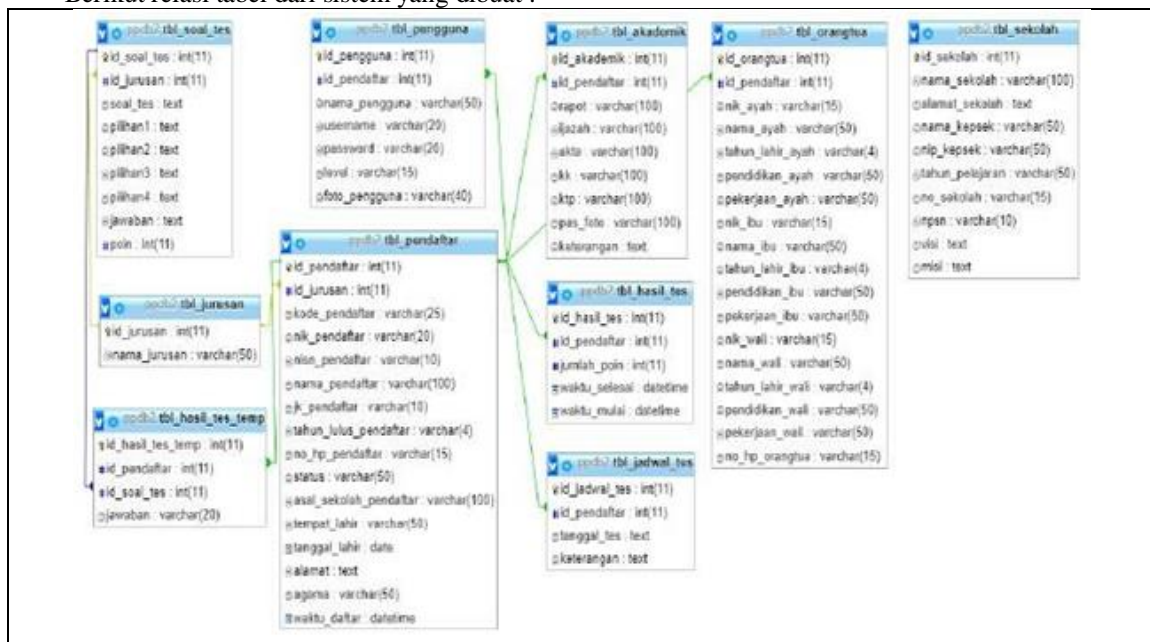 Berikut relasi tabel dari sistem yang dibuat :
ppdb2 tbl_soal_tes
id_soal_tes : int(11)
id_jurusan : int(11)
soal_tes : text
pilihan1 : text
pilihan2 : text
pilihan3 : text
pilihan4 : text
jawaban : text
poin : int(11)
ppdb2 tbl_jurusan
id_jurusan : int(11)
nama_jurusan : varchar(50)
ppdb2 tbl_hasil_tes_temp
id_hasil_tes_temp : int(11)
id_pendaftar : int(11)
id_soal_tes : int(11)
jawaban : varchar(20)
ppdb2 tbl_pengguna
id_pengguna : int(11)
id_pendaftar : int(11)
nama_pengguna : varchar(50)
username : varchar(20)
password : varchar(20)
level : varchar(15)
foto_pengguna : varchar(40)
ppdb2 tbl_pendaftar
id_pendaftar : int(11)
id_jurusan : int(11)
kode_pendaftar : varchar(25)
nik_pendaftar : varchar(20)
nisn_pendaftar : varchar(10)
nama_pendaftar : varchar(100)
jk_pendaftar : varchar(10)
tahun_lulus_pendaftar : varchar(4)
no_hp_pendaftar : varchar(15)
status : varchar(50)
asal_sekolah_pendaftar : varchar(100)
tempat_lahir : varchar(50)
tanggal_lahir : date
alamat : text
agama : varchar(50)
waktu_daftar : datetime
ppdb2 tbl_akademik
id_akademik : int(11)
id_pendaftar : int(11)
rapot : varchar(100)
ijazah : varchar(100)
akta : varchar(100)
kk : varchar(100)
ktp : varchar(100)
pas_foto : varchar(100)
keterangan : text
ppdb2 tbl_hasil_tes
id_hasil_tes : int(11)
id_pendaftar : int(11)
jumlah_poin : int(11)
waktu_selesai : datetime
waktu_mulai : datetime
ppdb2 tbl_jadwal_tes
id_jadwal_tes : int(11)
id_pendaftar : int(11)
tanggal_tes : text
keterangan : text
ppdb2 tbl_orangtua
id_orangtua : int(11)
id_pendaftar : int(11)
nik_ayah : varchar(15)
nama_ayah : varchar(50)
tahun_lahir_ayah : varchar(4)
pendidikan_ayah : varchar(50)
pekerjaan_ayah : varchar(50)
nik_ibu : varchar(15)
nama_ibu : varchar(50)
tahun_lahir_ibu : varchar(4)
pendidikan_ibu : varchar(50)
pekerjaan_ibu : varchar(50)
nik_wali : varchar(15)
nama_wali : varchar(50)
tahun_lahir_wali : varchar(4)
pendidikan_wali : varchar(50)
pekerjaan_wali : varchar(50)
no_hp_orangtua : varchar(15)
ppdb2 tbl_sekolah
id_sekolah : int(11)
nama_sekolah : varchar(100)
alamat_sekolah : text
nama_kepsek : varchar(50)
nip_kepsek : varchar(50)
tahun_pelajaran : varchar(50)
no_sekolah : varchar(15)
npsn : varchar(10)
visi : text
misi : text